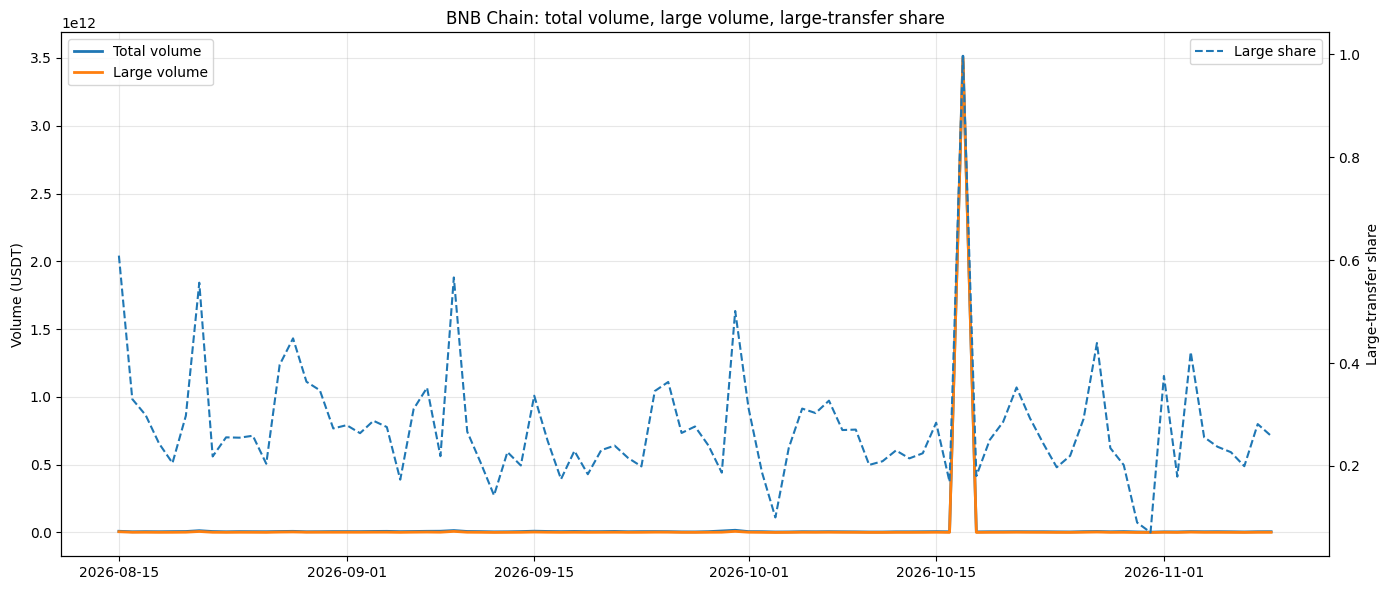 BNB Chain: total volume, large volume, large-transfer share
1e12
Total volume
Large volume
Large share
3.5
3.0
2.5
2.0
1.5
1.0
0.5
0.0
Volume (USDT)
1.0
0.8
0.6
0.4
0.2
Large-transfer share
2026-08-15
2026-09-01
2026-09-15
2026-10-01
2026-10-15
2026-11-01